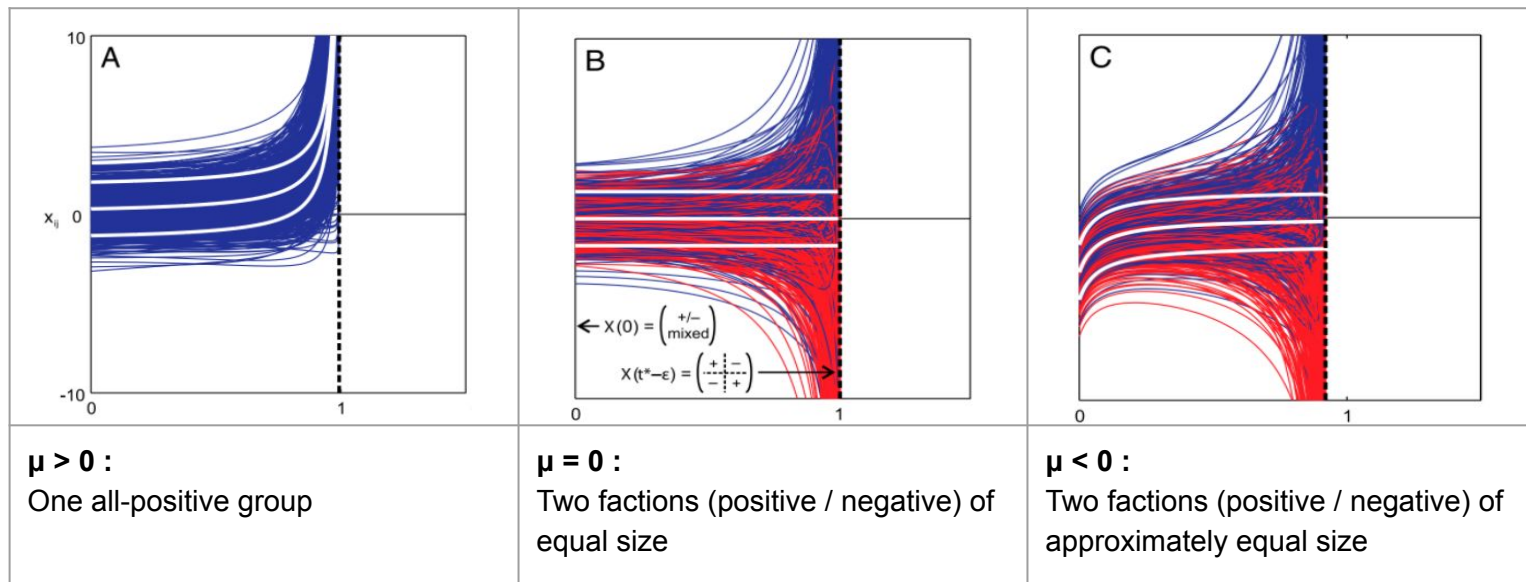 A
10
x_ij 0
-10
0 1
B
X(0) = ( +/− mixed )
X(t*−ε) = ( + − − + )
0 1
C
0 1
μ > 0 :
One all-positive group
μ = 0 :
Two factions (positive / negative) of
equal size
μ < 0 :
Two factions (positive / negative) of
approximately equal size